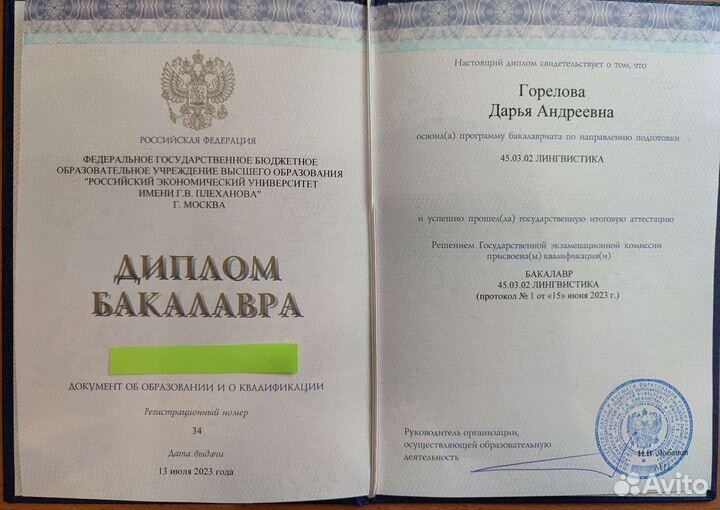 РОССИЙСКАЯ ФЕДЕРАЦИЯ
ФЕДЕРАЛЬНОЕ ГОСУДАРСТВЕННОЕ БЮДЖЕТНОЕ
ОБРАЗОВАТЕЛЬНОЕ УЧРЕЖДЕНИЕ ВЫСШЕГО ОБРАЗОВАНИЯ
"РОССИЙСКИЙ ЭКОНОМИЧЕСКИЙ УНИВЕРСИТЕТ
ИМЕНИ Г.В. ПЛЕХАНОВА"
Г. МОСКВА
ДИПЛОМ
БАКАЛАВРА
ДОКУМЕНТ ОБ ОБРАЗОВАНИИ И О КВАЛИФИКАЦИИ
Регистрационный номер
34
Дата выдачи
13 июля 2023 года
Настоящий диплом свидетельствует о том, что
Горелова
Дарья Андреевна
освоил(а) программу бакалавриата по направлению подготовки
45.03.02 ЛИНГВИСТИКА
и успешно прошел(ла) государственную итоговую аттестацию
Решением Государственной экзаменационной комиссии
присвоена(ы) квалификация(и)
БАКАЛАВР
45.03.02 ЛИНГВИСТИКА
(протокол № 1 от «15» июня 2023 г.)
Руководитель организации,
осуществляющей образовательную
деятельность
И.В. Лобанов
М.П.
Avito